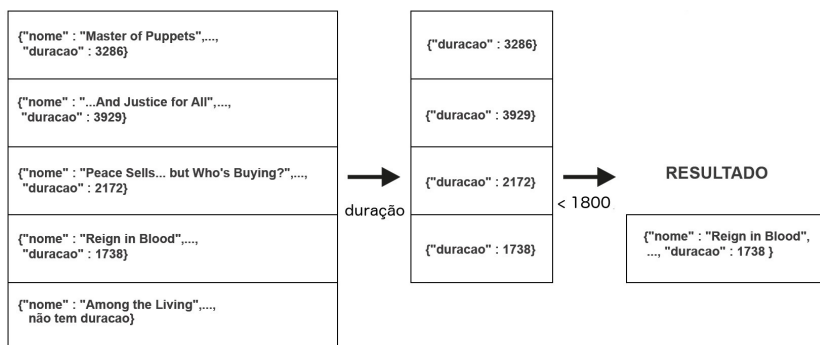 {"nome" : "Master of Puppets",...,
"duracao" : 3286}
{"nome" : "...And Justice for All",...,
"duracao" : 3929}
{"nome" : "Peace Sells... but Who's Buying?",...,
"duracao" : 2172}
{"nome" : "Reign in Blood",...,
"duracao" : 1738}
{"nome" : "Among the Living",...,
não tem duracao}
duração
{"duracao" : 3286}
{"duracao" : 3929}
{"duracao" : 2172}
{"duracao" : 1738}
< 1800
RESULTADO
{"nome" : "Reign in Blood",
..., "duracao" : 1738 }